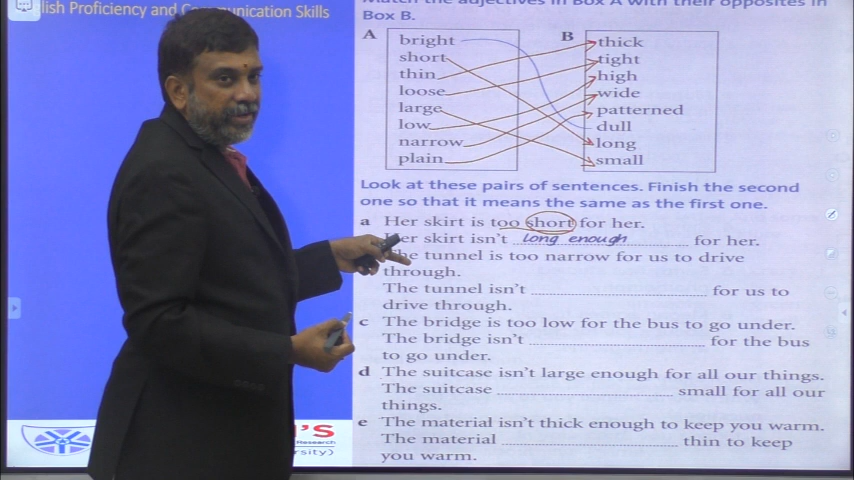 lish Proficiency and Communication Skills
Match the adjectives in Box A with their opposites in
Box B.
A
bright
short
thin
loose
large
low
narrow
plain
B
thick
tight
high
wide
patterned
dull
long
small
Look at these pairs of sentences. Finish the second
one so that it means the same as the first one.
a Her skirt is too short for her.
Her skirt isn't long enough for her.
The tunnel is too narrow for us to drive
through.
The tunnel isn't for us to
drive through.
c The bridge is too low for the bus to go under.
The bridge isn't for the bus
to go under.
d The suitcase isn't large enough for all our things.
The suitcase small for all our
things.
e The material isn't thick enough to keep you warm.
The material thin to keep
you warm.
'S
Research
rsity)